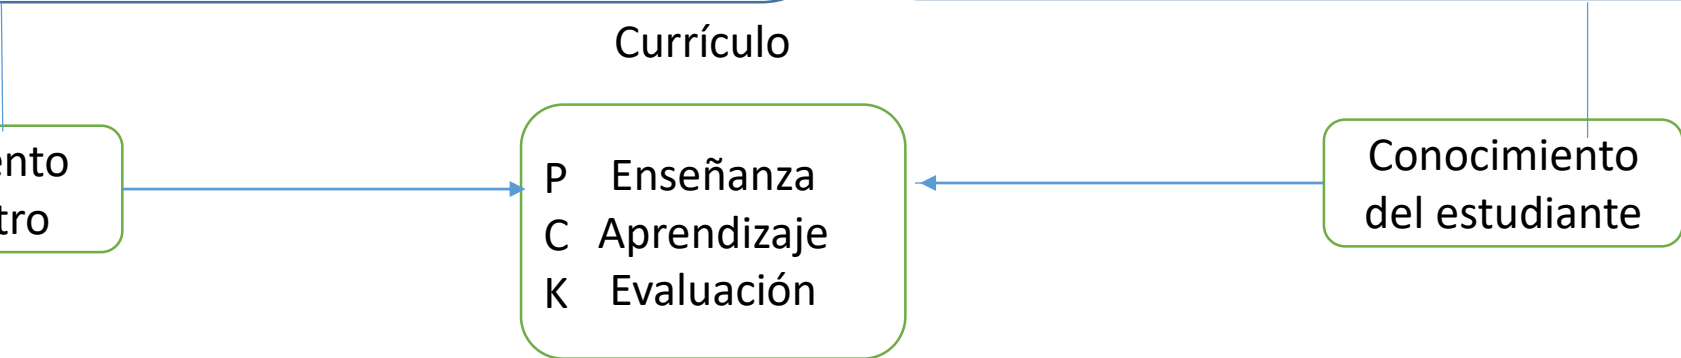 Currículo
ento
tro
P Enseñanza
C Aprendizaje
K Evaluación
Conocimiento
del estudiante